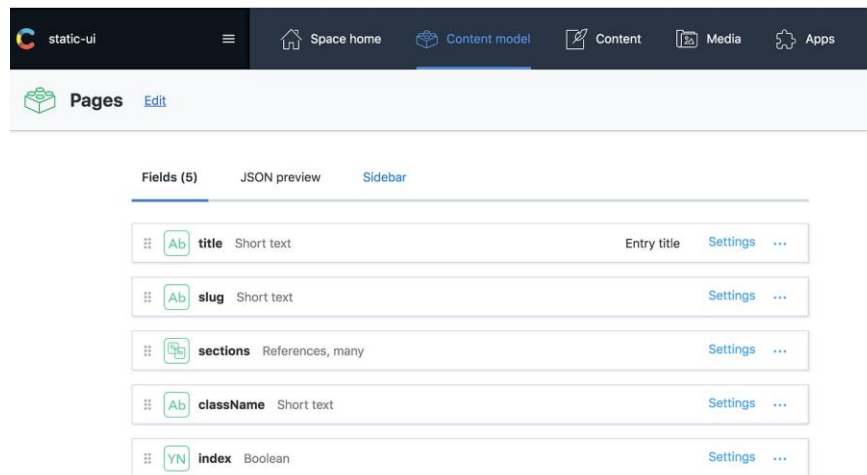 static-ui Space home Content model Content Media Apps
Pages Edit
Fields (5) JSON preview Sidebar
Ab title Short text Entry title Settings ...
Ab slug Short text Settings ...
sections References, many Settings ...
Ab className Short text Settings ...
YN index Boolean Settings ...